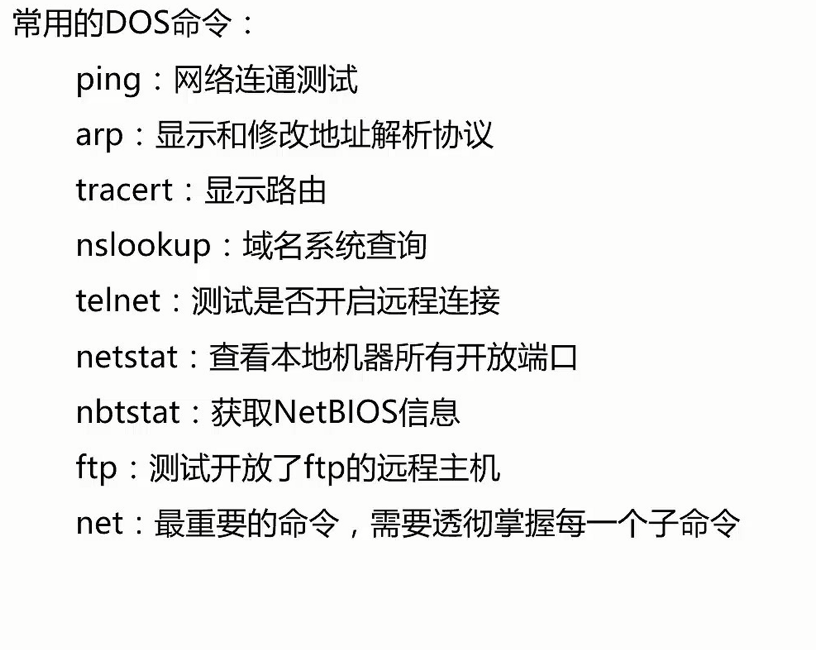 常用的DOS命令：
ping：网络连通测试
arp：显示和修改地址解析协议
tracert：显示路由
nslookup：域名系统查询
telnet：测试是否开启远程连接
netstat：查看本地机器所有开放端口
nbtstat：获取NetBIOS信息
ftp：测试开放了ftp的远程主机
net：最重要的命令，需要透彻掌握每一个子命令